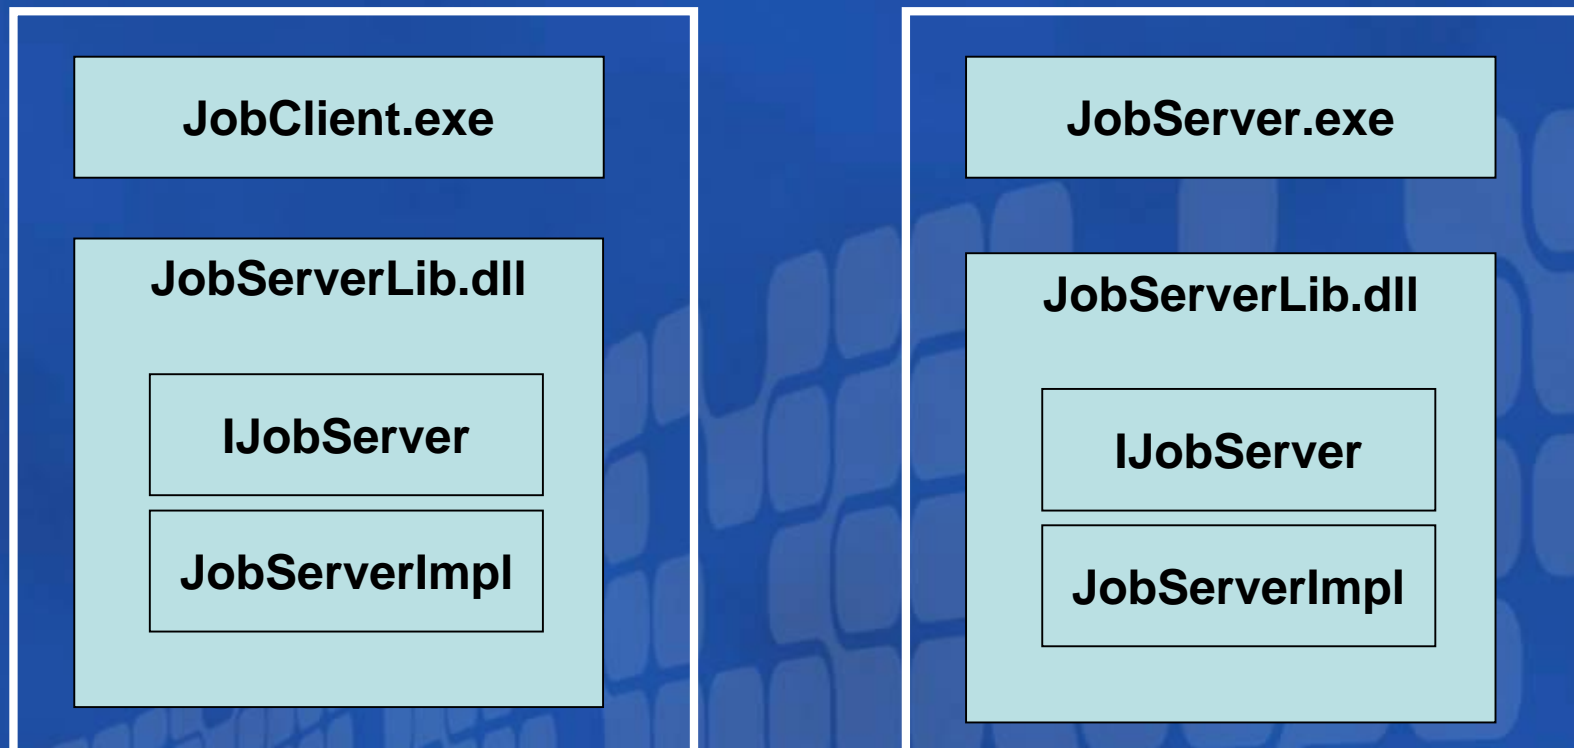 JobClient.exe
JobServerLib.dll
IJobServer
JobServerImpl
JobServer.exe
JobServerLib.dll
IJobServer
JobServerImpl